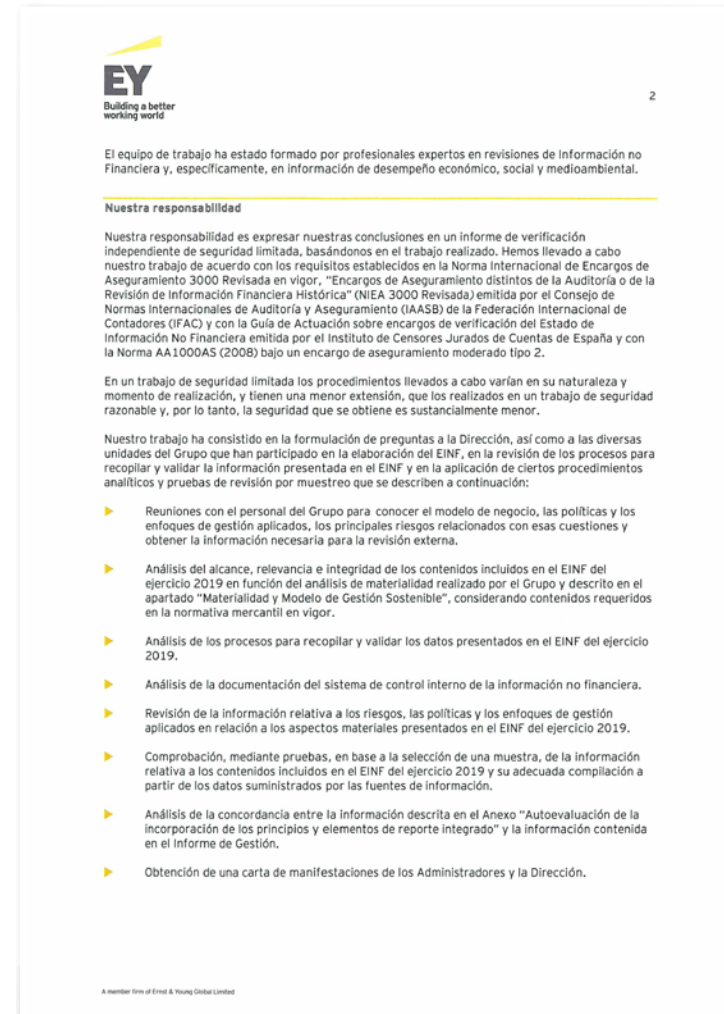 EY
Building a better
working world
2
El equipo de trabajo ha estado formado por profesionales expertos en revisiones de Información no
Financiera y, específicamente, en información de desempeño económico, social y medioambiental.
Nuestra responsabilidad
Nuestra responsabilidad es expresar nuestras conclusiones en un informe de verificación
independiente de seguridad limitada, basándonos en el trabajo realizado. Hemos llevado a cabo
nuestro trabajo de acuerdo con los requisitos establecidos en la Norma Internacional de Encargos de
Aseguramiento 3000 Revisada en vigor, "Encargos de Aseguramiento distintos de la Auditoría o de la
Revisión de Información Financiera Histórica" (NIEA 3000 Revisada) emitida por el Consejo de
Normas Internacionales de Auditoría y Aseguramiento (IAASB) de la Federación Internacional de
Contadores (IFAC) y con la Guía de Actuación sobre encargos de verificación del Estado de
Información No Financiera emitida por el Instituto de Censores Jurados de Cuentas de España y con
la Norma AA1000AS (2008) bajo un encargo de aseguramiento moderado tipo 2.
En un trabajo de seguridad limitada los procedimientos llevados a cabo varían en su naturaleza y
momento de realización, y tienen una menor extensión, que los realizados en un trabajo de seguridad
razonable y, por lo tanto, la seguridad que se obtiene es sustancialmente menor.
Nuestro trabajo ha consistido en la formulación de preguntas a la Dirección, así como a las diversas
unidades del Grupo que han participado en la elaboración del EINF, en la revisión de los procesos para
recopilar y validar la información presentada en el EINF y en la aplicación de ciertos procedimientos
analíticos y pruebas de revisión por muestreo que se describen a continuación:
Reuniones con el personal del Grupo para conocer el modelo de negocio, las políticas y los
enfoques de gestión aplicados, los principales riesgos relacionados con esas cuestiones y
obtener la información necesaria para la revisión externa.
Análisis del alcance, relevancia e integridad de los contenidos incluidos en el EINF del
ejercicio 2019 en función del análisis de materialidad realizado por el Grupo y descrito en el
apartado "Materialidad y Modelo de Gestión Sostenible", considerando contenidos requeridos
en la normativa mercantil en vigor.
Análisis de los procesos para recopilar y validar los datos presentados en el EINF del ejercicio
2019.
Análisis de la documentación del sistema de control interno de la información no financiera.
Revisión de la información relativa a los riesgos, las políticas y los enfoques de gestión
aplicados en relación a los aspectos materiales presentados en el EINF del ejercicio 2019.
Comprobación, mediante pruebas, en base a la selección de una muestra, de la información
relativa a los contenidos incluidos en el EINF del ejercicio 2019 y su adecuada compilación a
partir de los datos suministrados por las fuentes de información.
Análisis de la concordancia entre la información descrita en el Anexo "Autoevaluación de la
incorporación de los principios y elementos de reporte integrado" y la información contenida
en el Informe de Gestión.
Obtención de una carta de manifestaciones de los Administradores y la Dirección.
A member firm of Ernst & Young Global Limited